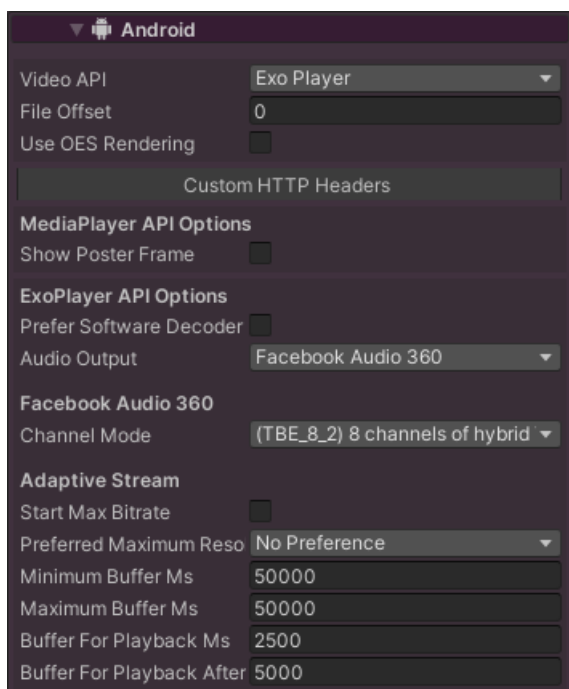 Android
Video API Exo Player
File Offset 0
Use OES Rendering
Custom HTTP Headers
MediaPlayer API Options
Show Poster Frame
ExoPlayer API Options
Prefer Software Decoder
Audio Output Facebook Audio 360
Facebook Audio 360
Channel Mode (TBE_8_2) 8 channels of hybrid
Adaptive Stream
Start Max Bitrate
Preferred Maximum Reso No Preference
Minimum Buffer Ms 50000
Maximum Buffer Ms 50000
Buffer For Playback Ms 2500
Buffer For Playback After 5000